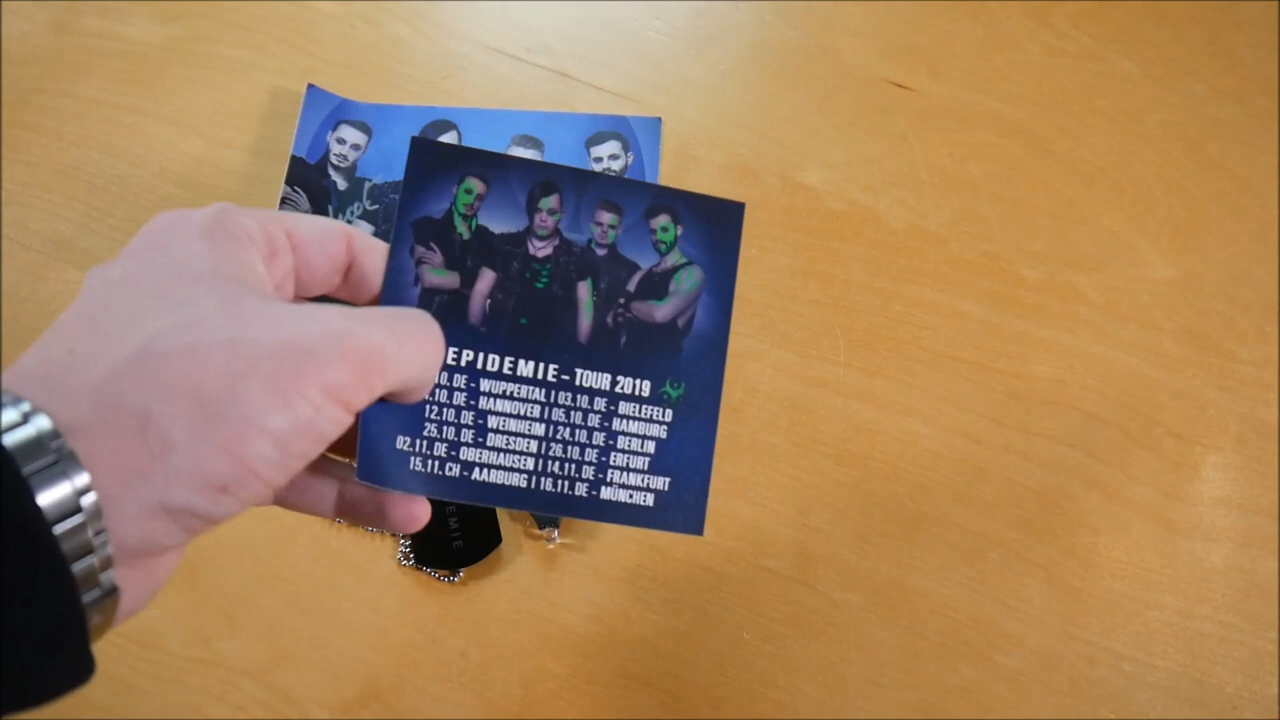 EPIDEMIE - TOUR 2019
10. DE - WUPPERTAL | 03.10. DE - BIELEFELD
.10. DE - HANNOVER | 05.10. DE - HAMBURG
12.10. DE - WEINHEIM | 24.10. DE - BERLIN
25.10. DE - DRESDEN | 26.10. DE - ERFURT
02.11. DE - OBERHAUSEN | 14.11. DE - FRANKFURT
15.11. CH - AARBURG | 16.11. DE - MÜNCHEN
EMIE